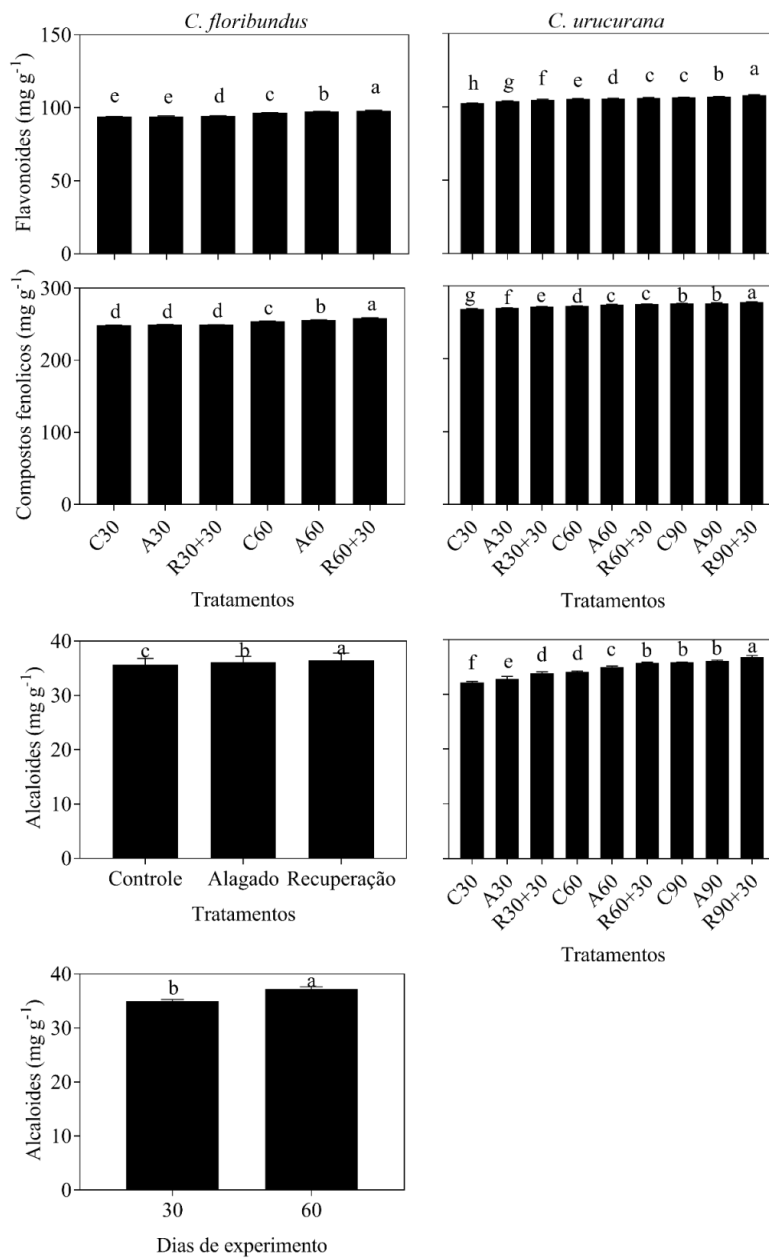 C. floribundus
C. urucurana
Flavonoides (mg g-1)
150
100
50
0
e e d c b a
h g f e d c c b a
Compostos fenolicos (mg g-1)
300
200
100
0
d d d c b a
g f e d c c b b a
C30 A30 R30+30 C60 A60 R60+30
C30 A30 R30+30 C60 A60 R60+30 C90 A90 R90+30
Tratamentos
Tratamentos
Alcaloides (mg g-1)
40
30
20
10
0
c b a
f e d d c b b b a
Controle Alagado Recuperação
C30 A30 R30+30 C60 A60 R60+30 C90 A90 R90+30
Tratamentos
Tratamentos
Alcaloides (mg g-1)
40
30
20
10
0
b a
30 60
Dias de experimento